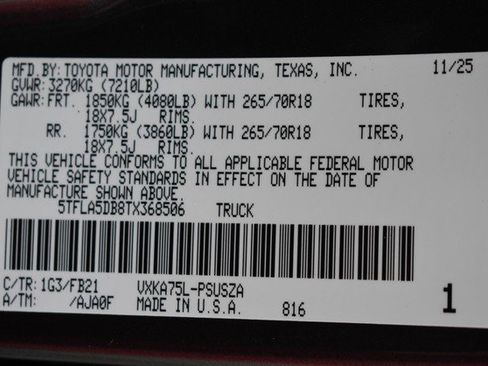 MFD.BY: TOYOTA MOTOR MANUFACTURING, TEXAS, INC. 11/25
GVWR: 3270KG (7210LB)
GAWR: FRT. 1850KG (4080LB) WITH 265/70R18 TIRES,
18X7.5J RIMS.
RR. 1750KG (3860LB) WITH 265/70R18 TIRES,
18X7.5J RIMS.
THIS VEHICLE CONFORMS TO ALL APPLICABLE FEDERAL MOTOR
VEHICLE SAFETY STANDARDS IN EFFECT ON THE DATE OF
MANUFACTURE SHOWN ABOVE.
5TFLA5DB8TX368506 TRUCK
C/TR: 1G3/FB21 VXKA75L-PSUSZA
A/TM: /AJA0F MADE IN U.S.A. 816 1